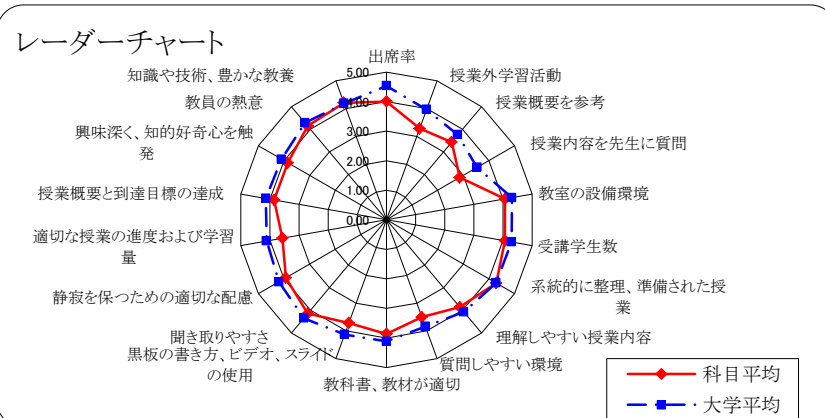 レーダーチャート
出席率
授業外学習活動
授業概要を参考
授業内容を先生に質問
教室の設備環境
受講学生数
系統的に整理、準備された授
業
理解しやすい授業内容
質問しやすい環境
教科書、教材が適切
黒板の書き方、ビデオ、スライド
の使用
聞き取りやすさ
静寂を保つための適切な配慮
適切な授業の進度および学習
量
授業概要と到達目標の達成
興味深く、知的好奇心を触
発
教員の熱意
知識や技術、豊かな教養
5.00
4.00
3.00
2.00
1.00
0.00
科目平均
大学平均